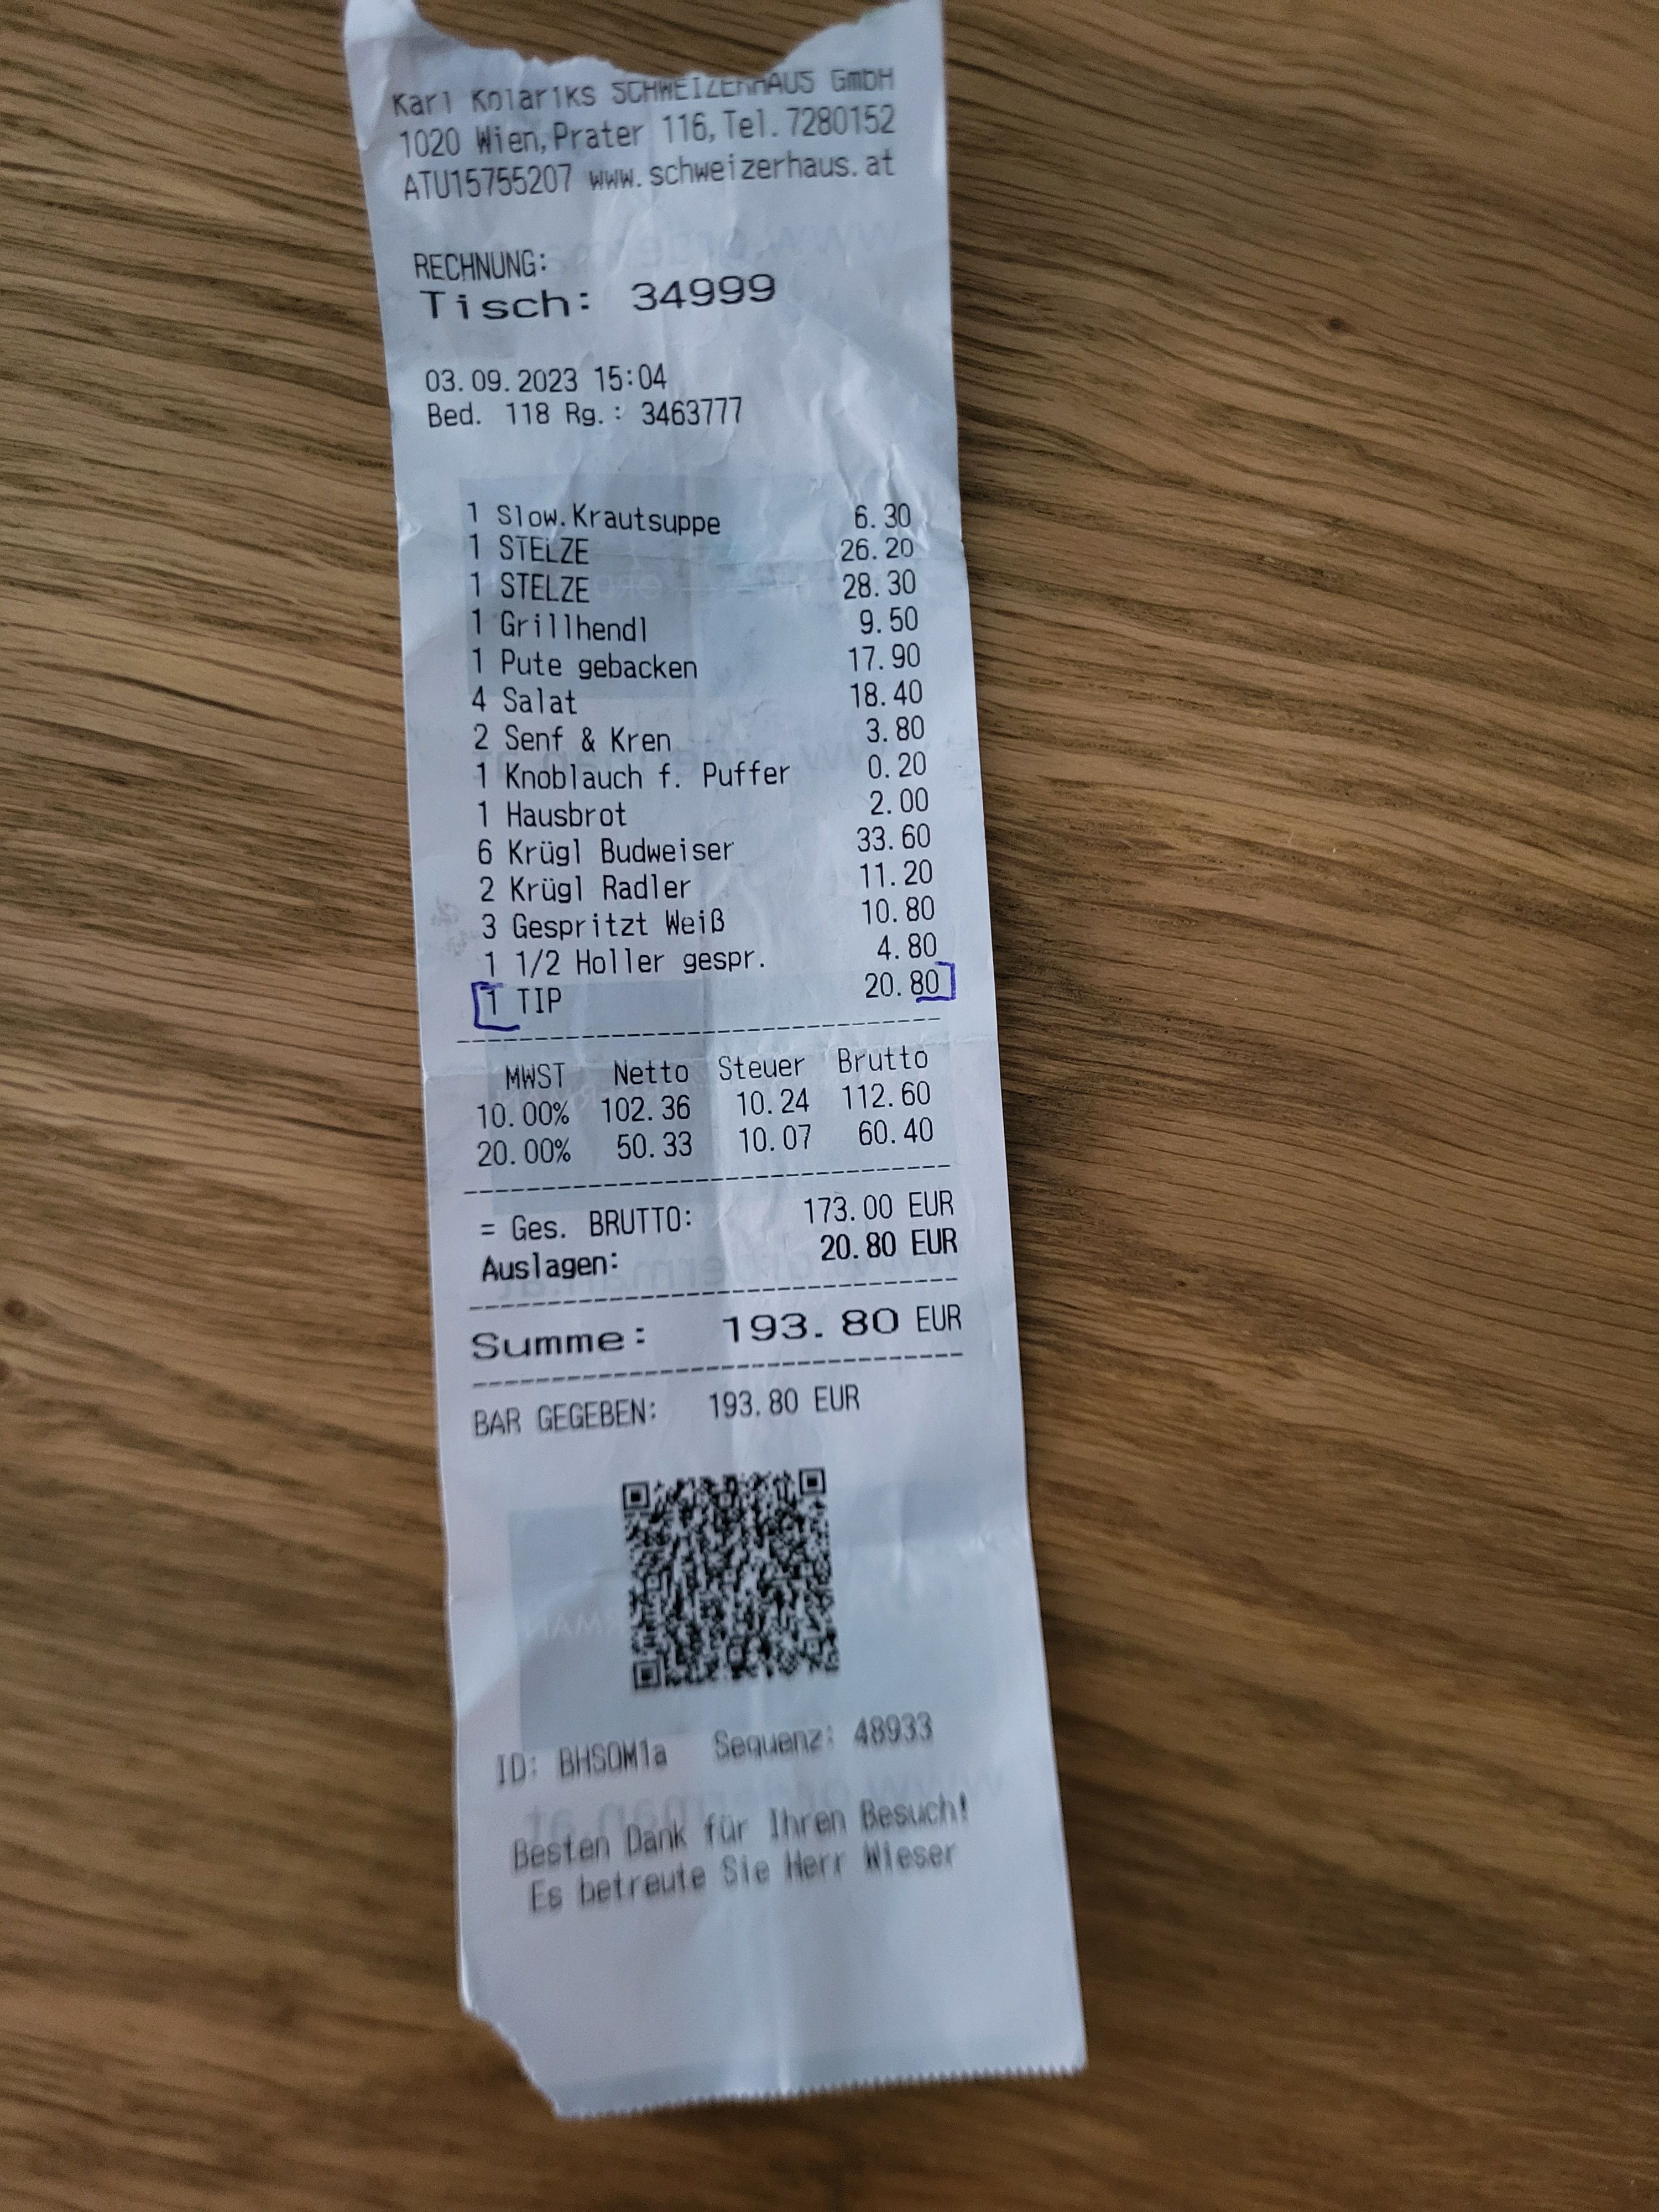 Karl Kolariks SCHWEIZERHAUS GmbH
1020 Wien, Prater 116, Tel. 7280152
ATU15755207 www.schweizerhaus.at
RECHNUNG:
Tisch: 34999
03.09.2023 15:04
Bed. 118 Rg.: 3463777
1 Slow.Krautsuppe 6.30
1 STELZE 26.20
1 STELZE 28.30
1 Grillhendl 9.50
1 Pute gebacken 17.90
4 Salat 18.40
2 Senf & Kren 3.80
1 Knoblauch f. Puffer 0.20
1 Hausbrot 2.00
6 Krügl Budweiser 33.60
2 Krügl Radler 11.20
3 Gespritzt Weiß 10.80
1 1/2 Holler gespr. 4.80
1 TIP 20.80
MWST Netto Steuer Brutto
10.00% 102.36 10.24 112.60
20.00% 50.33 10.07 60.40
= Ges. BRUTTO: 173.00 EUR
Auslagen: 20.80 EUR
Summe: 193.80 EUR
BAR GEGEBEN: 193.80 EUR
ID: BHSOM1a Sequenz: 48933
Besten Dank für Ihren Besuch!
Es betreute Sie Herr Wieser